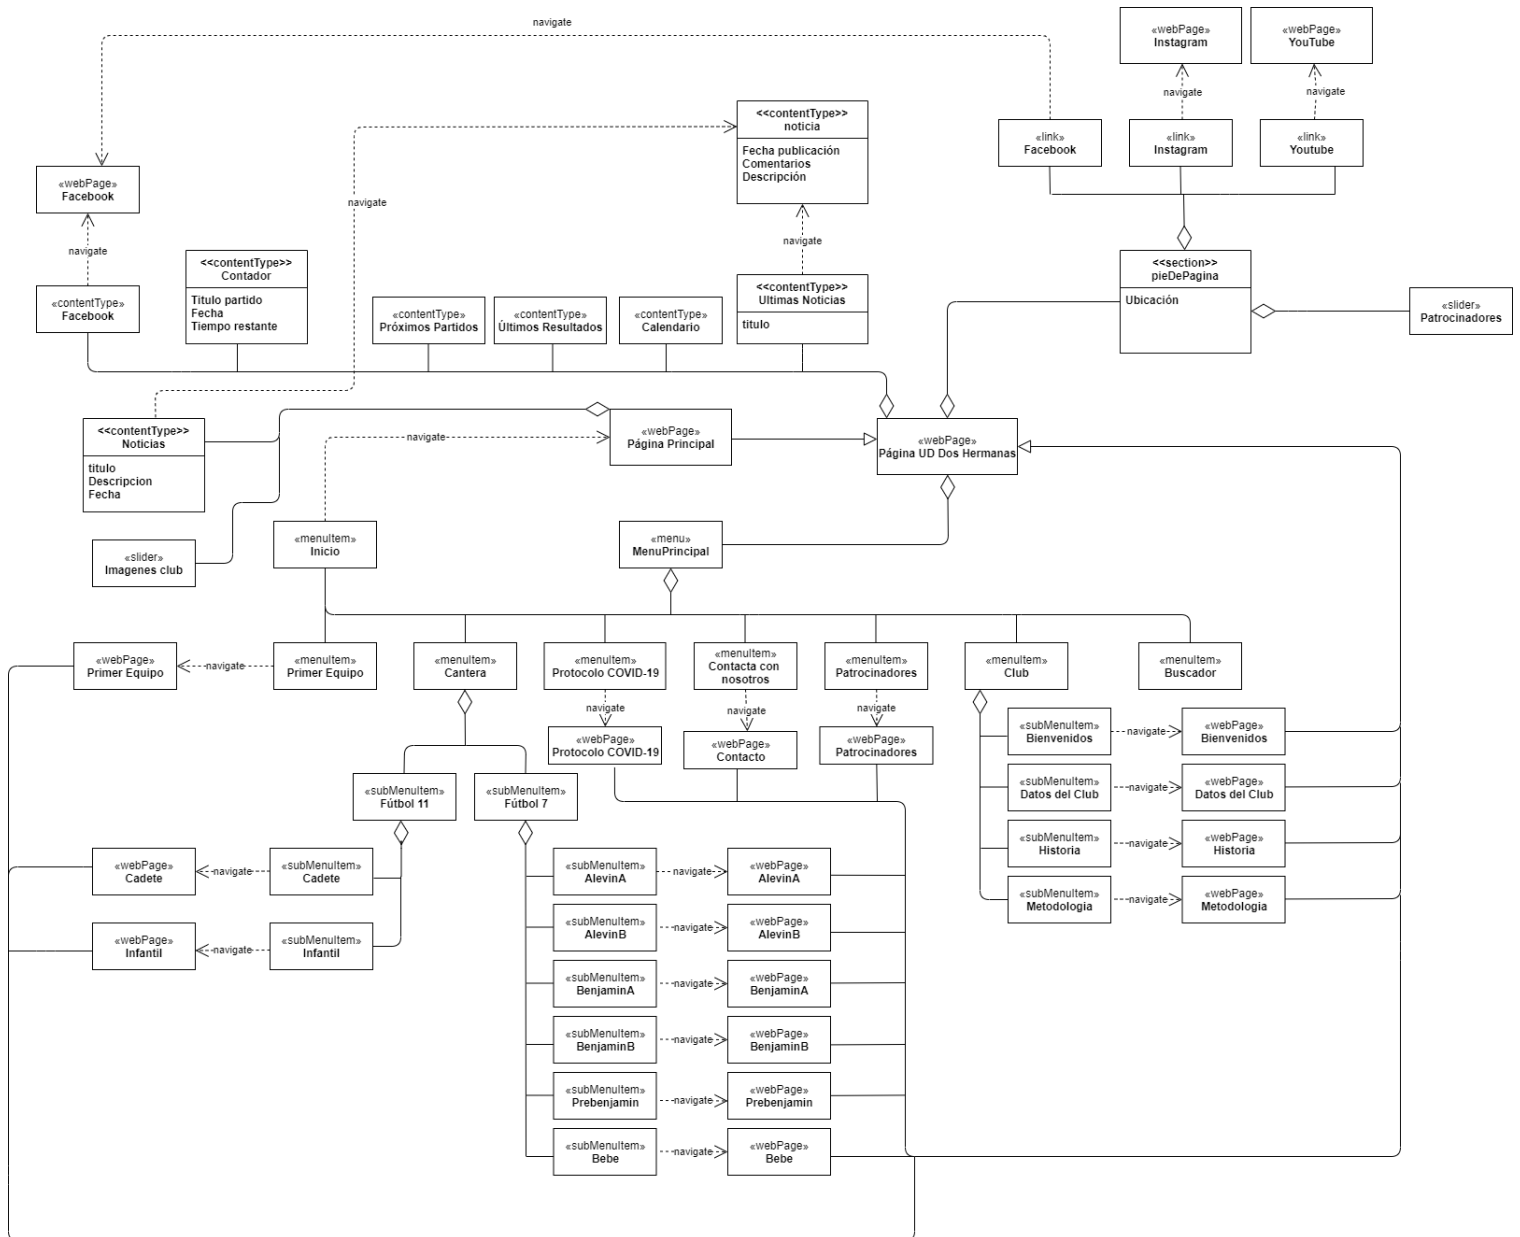 navigate
«webPage»
Instagram
«webPage»
YouTube
navigate
navigate
<<contentType>>
noticia
Fecha publicación
Comentarios
Descripción
«link»
Facebook
«link»
Instagram
«link»
Youtube
«webPage»
Facebook
navigate
navigate
navigate
<<contentType>>
Contador
Titulo partido
Fecha
Tiempo restante
<<section>>
pieDePagina
Ubicación
«contentType»
Facebook
«contentType»
Próximos Partidos
«contentType»
Últimos Resultados
«contentType»
Calendario
<<contentType>>
Ultimas Noticias
titulo
«slider»
Patrocinadores
<<contentType>>
Noticias
titulo
Descripcion
Fecha
navigate
«webPage»
Página Principal
«webPage»
Página UD Dos Hermanas
«slider»
Imagenes club
«menuItem»
Inicio
«menu»
MenuPrincipal
«webPage»
Primer Equipo
navigate
«menuItem»
Primer Equipo
«menuItem»
Cantera
«menuItem»
Protocolo COVID-19
«menuItem»
Contacta con
nosotros
«menuItem»
Patrocinadores
«menuItem»
Club
«menuItem»
Buscador
navigate
navigate
navigate
«webPage»
Protocolo COVID-19
«webPage»
Contacto
«webPage»
Patrocinadores
«subMenuItem»
Bienvenidos
navigate
«webPage»
Bienvenidos
«subMenuItem»
Fútbol 11
«subMenuItem»
Fútbol 7
«subMenuItem»
Datos del Club
navigate
«webPage»
Datos del Club
«subMenuItem»
Historia
navigate
«webPage»
Historia
«webPage»
Cadete
navigate
«subMenuItem»
Cadete
«subMenuItem»
AlevinA
navigate
«webPage»
AlevinA
«subMenuItem»
Metodologia
navigate
«webPage»
Metodologia
«webPage»
Infantil
navigate
«subMenuItem»
Infantil
«subMenuItem»
AlevinB
navigate
«webPage»
AlevinB
«subMenuItem»
BenjaminA
navigate
«webPage»
BenjaminA
«subMenuItem»
BenjaminB
navigate
«webPage»
BenjaminB
«subMenuItem»
Prebenjamin
navigate
«webPage»
Prebenjamin
«subMenuItem»
Bebe
navigate
«webPage»
Bebe